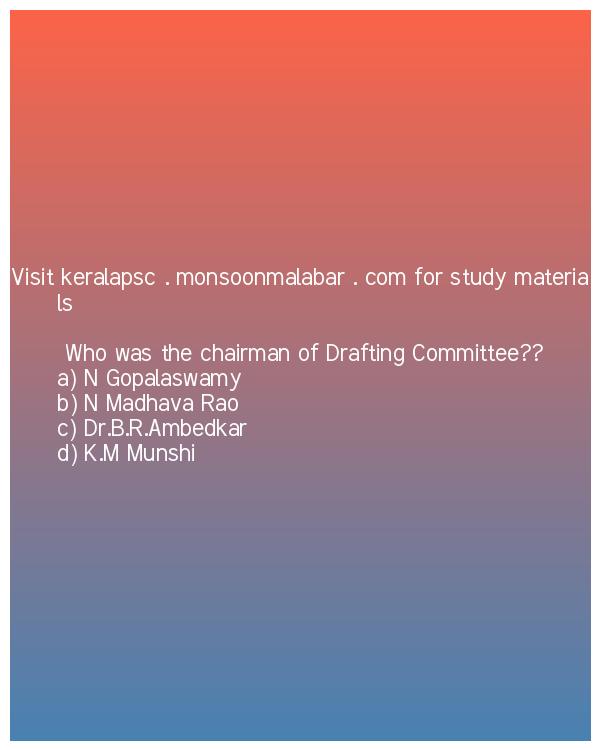 Visit keralapsc . monsoonmalabar . com for study materia
ls
Who was the chairman of Drafting Committee??
a) N Gopalaswamy
b) N Madhava Rao
c) Dr.B.R.Ambedkar
d) K.M Munshi